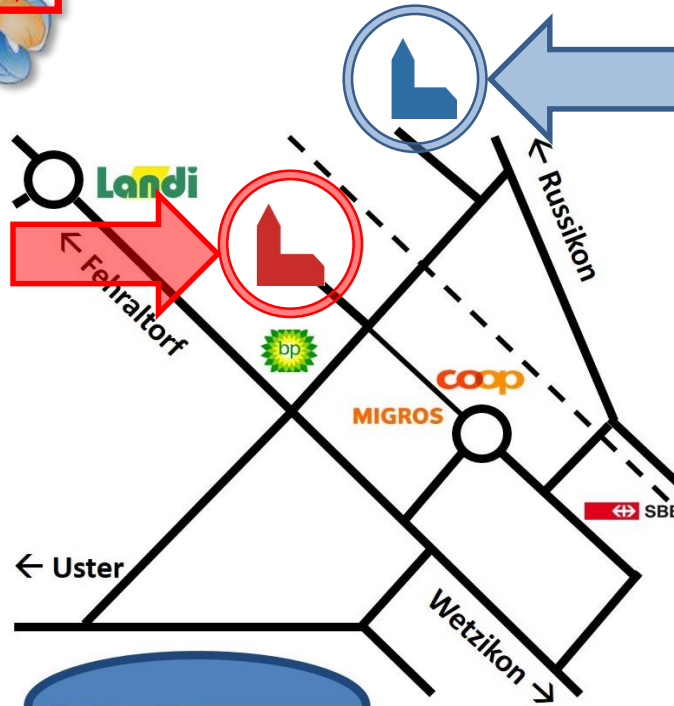 Landi
← Russikon
← Fehraltorf
bp
coop
MIGROS
SBB
← Uster
Wetzikon →